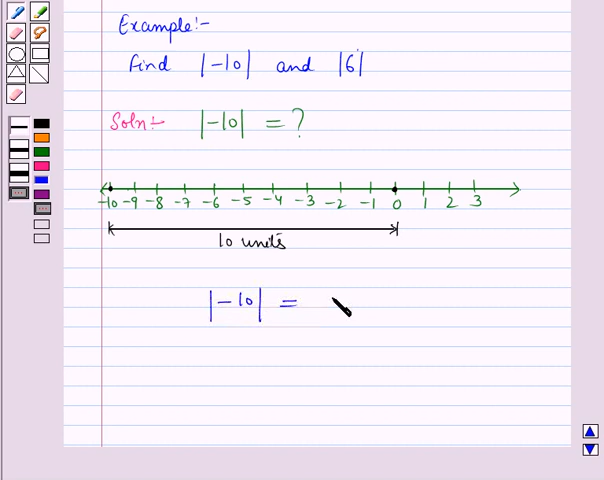 Example:-
Find |-10| and |6|
Soln:- |-10| = ?
-10 -9 -8 -7 -6 -5 -4 -3 -2 -1 0 1 2 3
10 units
|-10| =